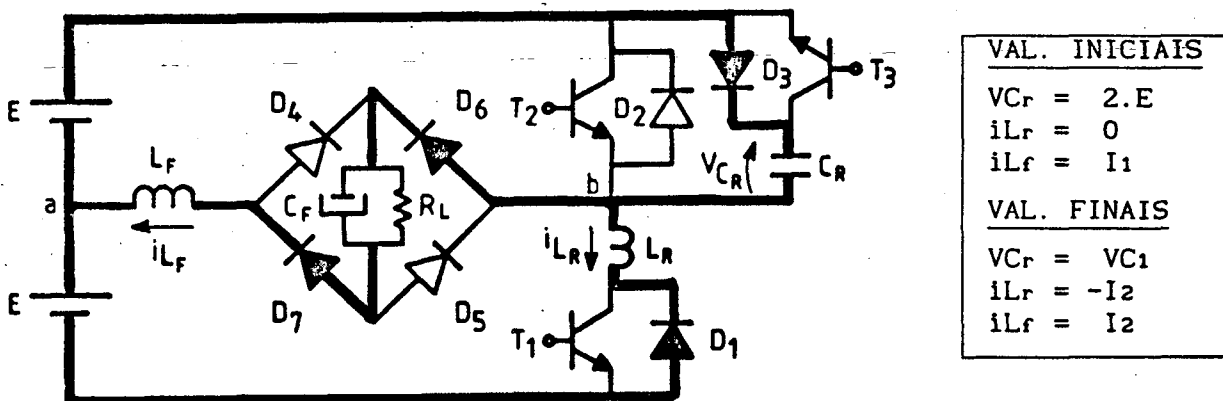 E
E
a
L_F
i_LF
D4
D6
D7
D5
C_F
R_L
T2
D2
b
D3
T3
V_CR
C_R
i_LR
L_R
T1
D1
VAL. INICIAIS
VCr = 2.E
iLr = 0
iLf = I1
VAL. FINAIS
VCr = VC1
iLr = -I2
iLf = I2